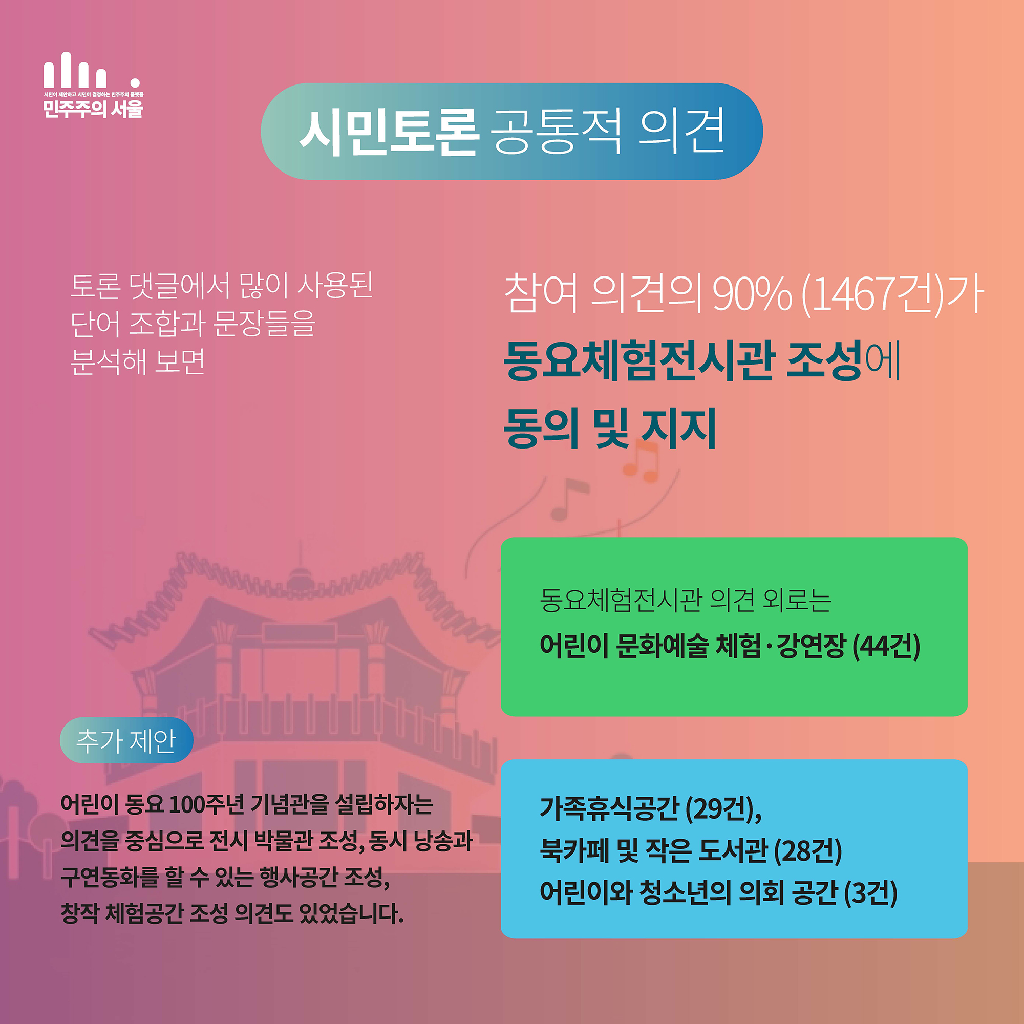 시민이 제안하고 시민이 결정하는 민주주의 플랫폼
민주주의 서울
시민토론 공통적 의견
토론 댓글에서 많이 사용된
단어 조합과 문장들을
분석해 보면
참여 의견의 90% (1467건)가
동요체험전시관 조성에
동의 및 지지
동요체험전시관 의견 외로는
어린이 문화예술 체험·강연장 (44건)
가족휴식공간 (29건),
북카페 및 작은 도서관 (28건)
어린이와 청소년의 의회 공간 (3건)
추가 제안
어린이 동요 100주년 기념관을 설립하자는
의견을 중심으로 전시 박물관 조성, 동시 낭송과
구연동화를 할 수 있는 행사공간 조성,
창작 체험공간 조성 의견도 있었습니다.